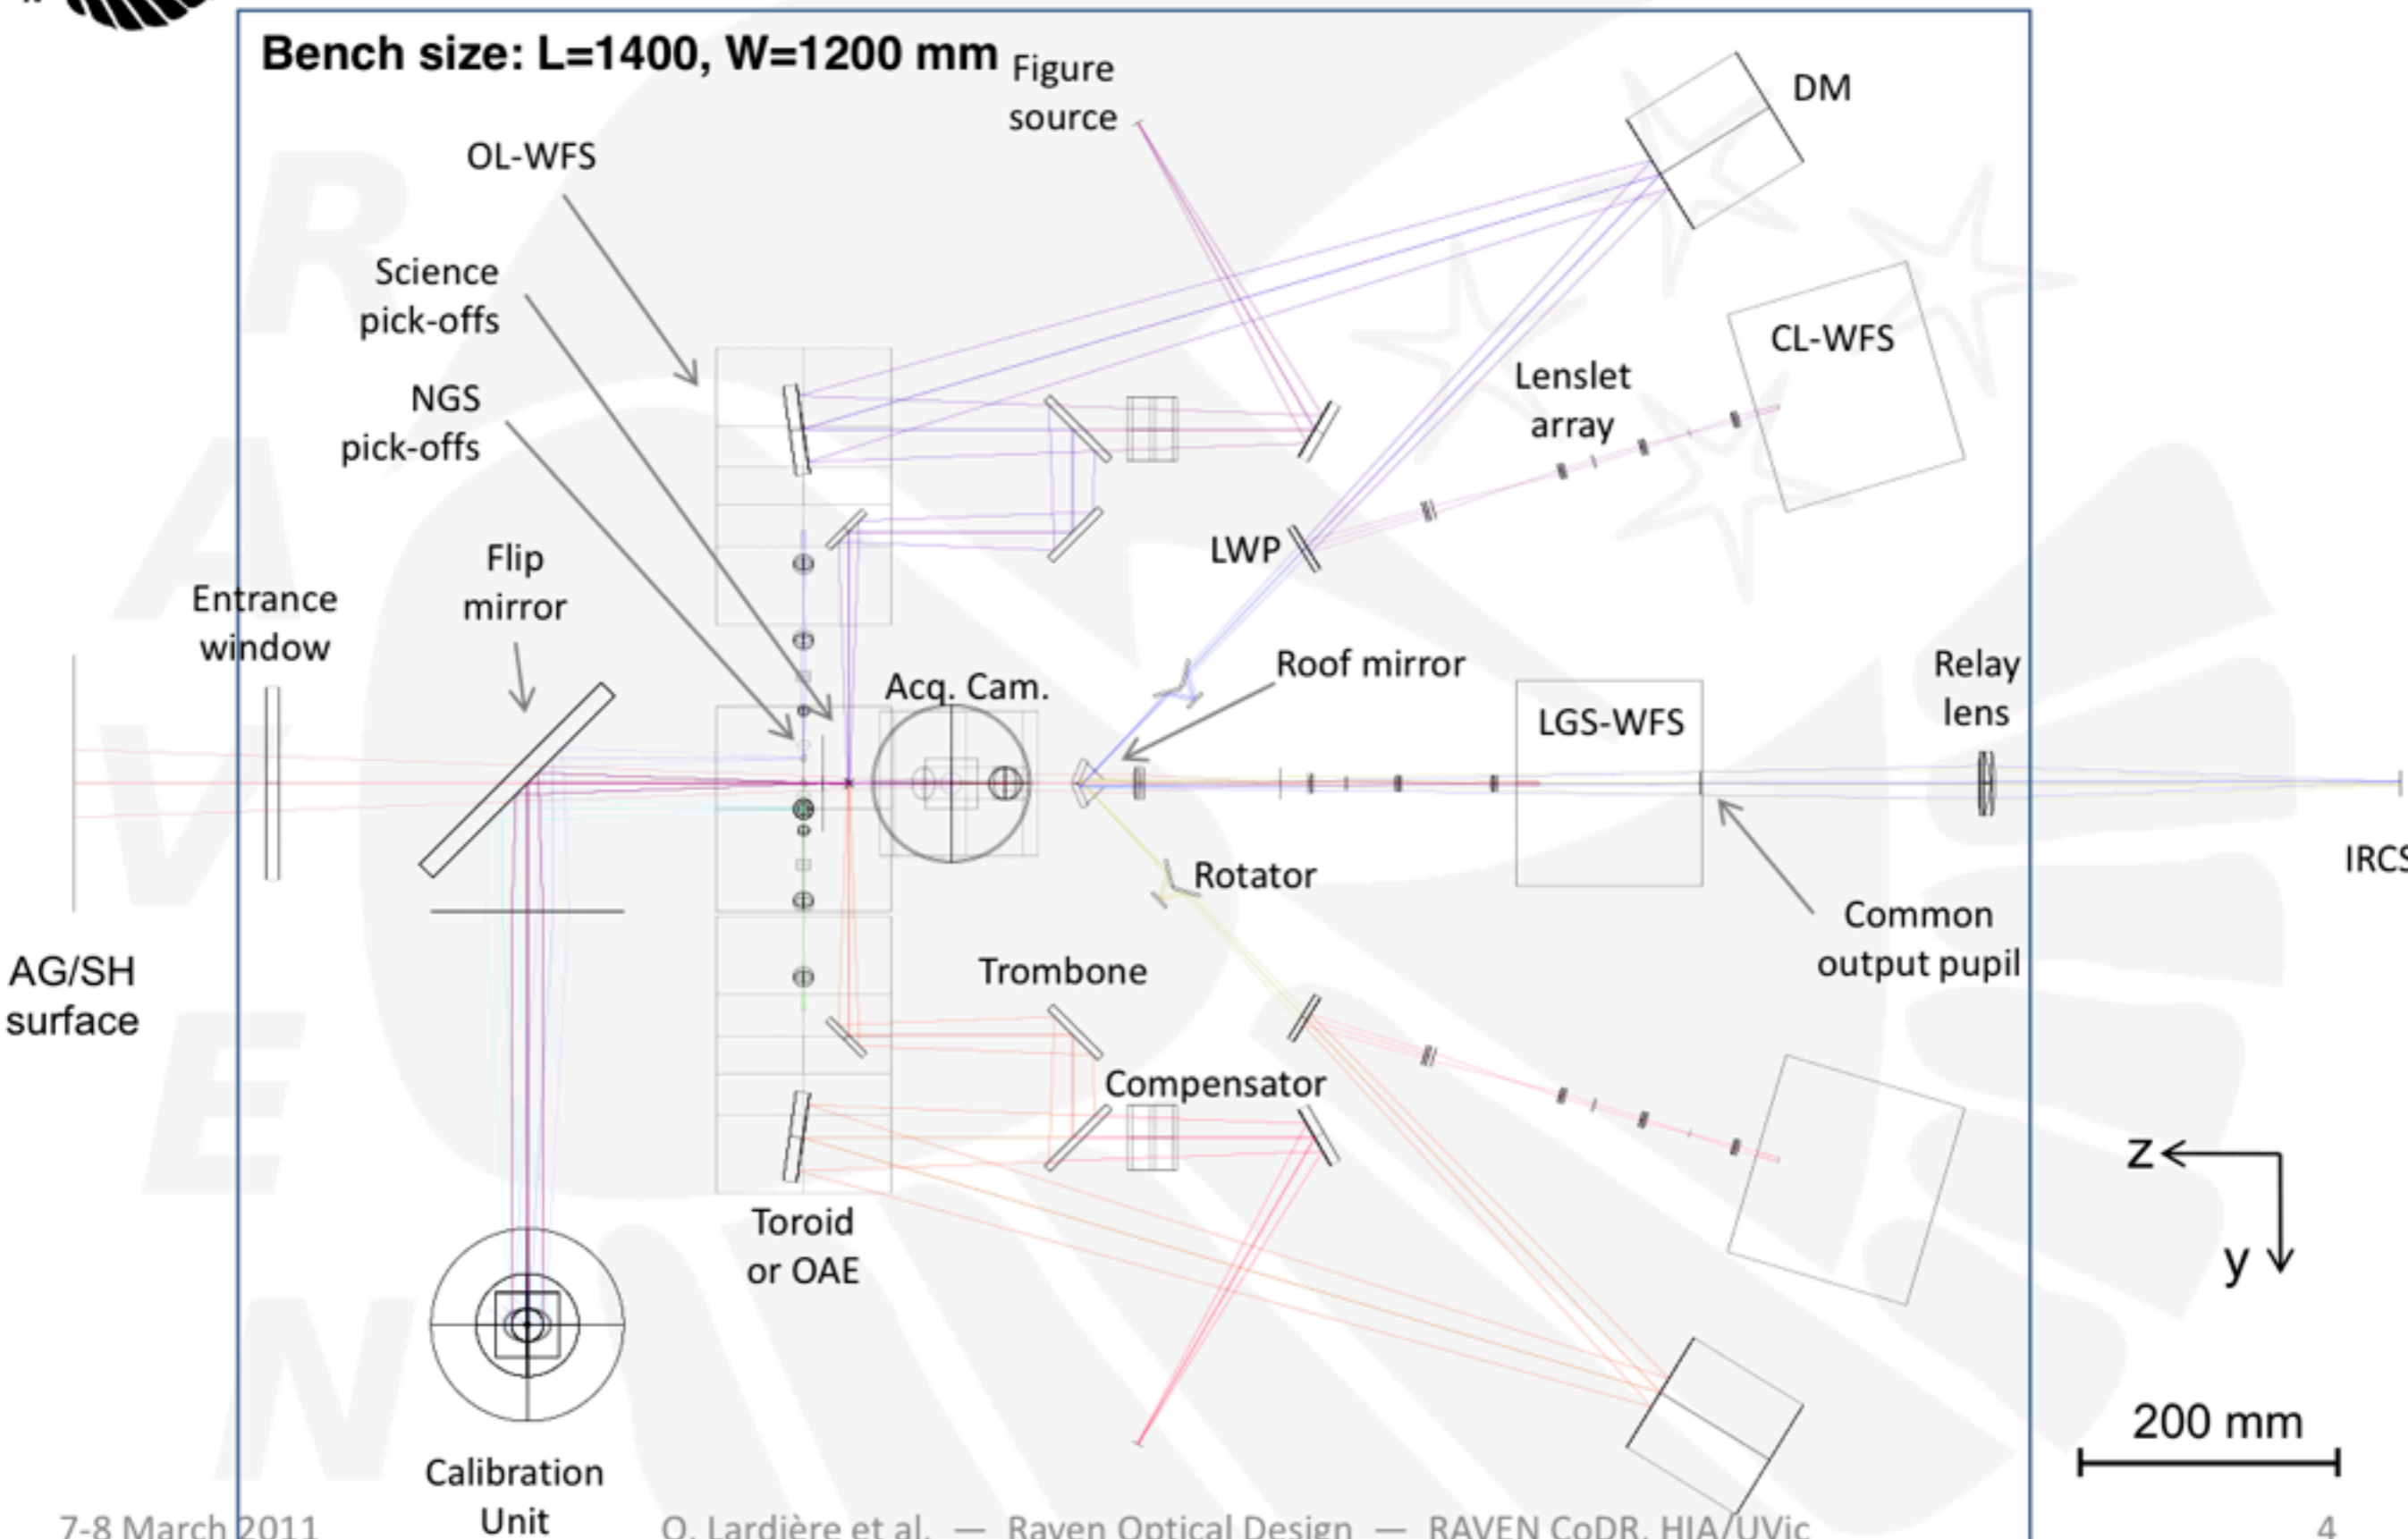 Bench size: L=1400, W=1200 mm
Figure
source
DM
OL-WFS
Science
pick-offs
CL-WFS
NGS
pick-offs
Lenslet
array
Flip
mirror
LWP
Entrance
window
Roof mirror
Relay
lens
Acq. Cam.
LGS-WFS
Rotator
IRCS
Common
output pupil
AG/SH
surface
Trombone
Compensator
z
y
Toroid
or OAE
200 mm
Calibration
Unit
R
A
V
E
N
7-8 March 2011
O. Lardière et al. — Raven Optical Design — RAVEN CoDR, HIA/UVic
4